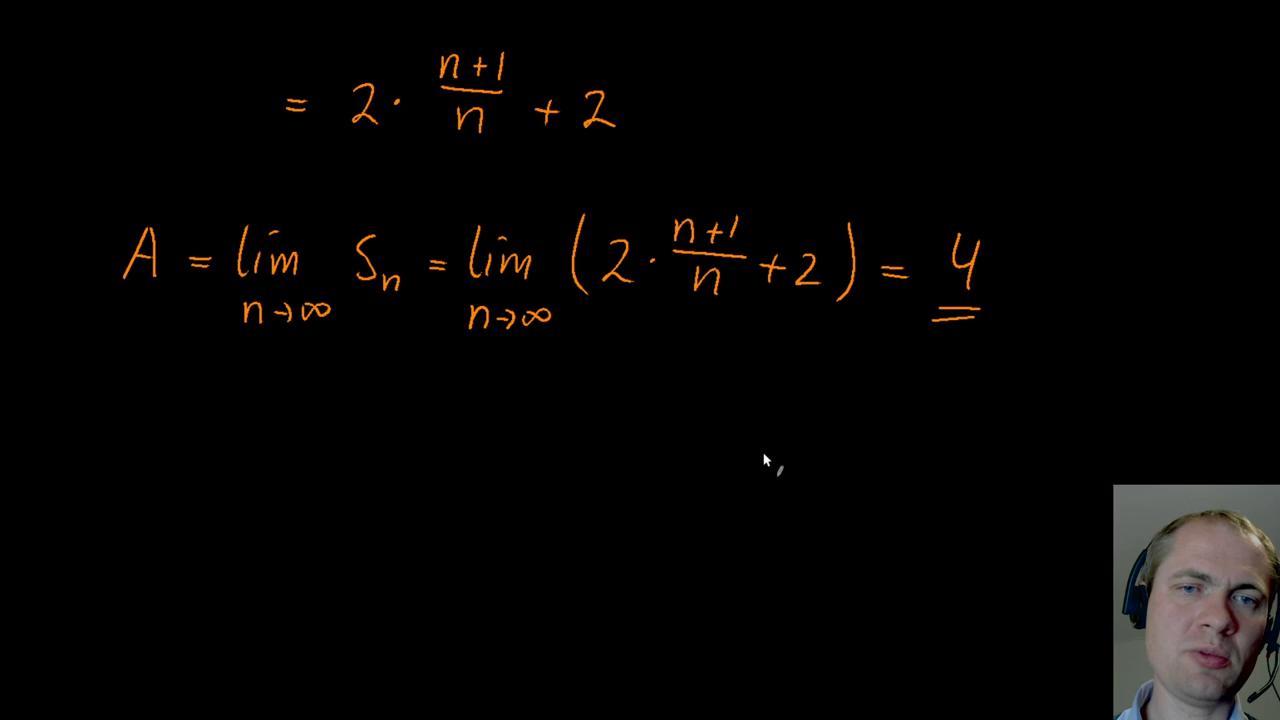 = 2 · (n+1)/n + 2
A = lim_{n→∞} S_n = lim_{n→∞} (2 · (n+1)/n + 2) = 4